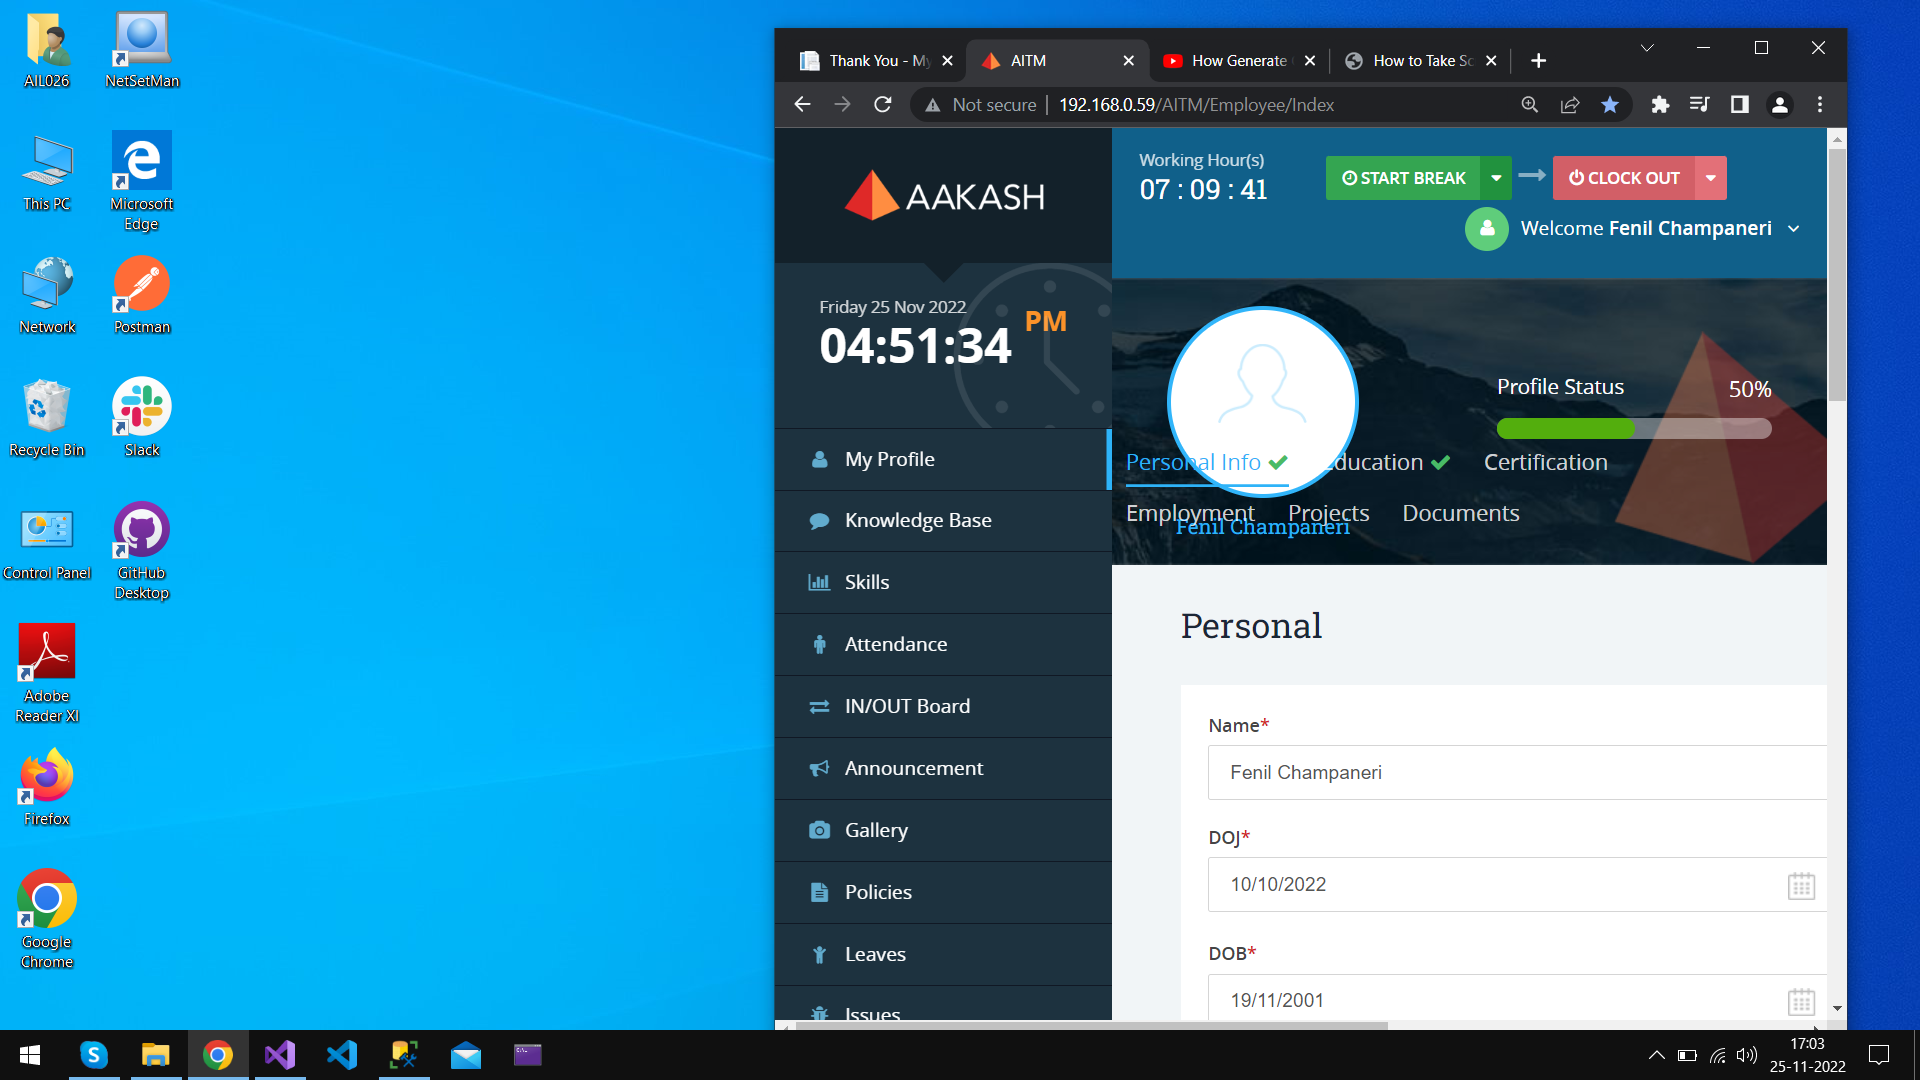 AIL026
NetSetMan
This PC
Microsoft
Edge
Network
Postman
Recycle Bin
Slack
Control Panel
GitHub
Desktop
Adobe
Reader XI
Firefox
Google
Chrome
Thank You - My
AITM
How Generate
How to Take Sc
Not secure
192.168.0.59/AITM/Employee/Index
AAKASH
Working Hour(s)
07 : 09 : 41
START BREAK
CLOCK OUT
Welcome Fenil Champaneri
Friday 25 Nov 2022
04:51:34 PM
My Profile
Knowledge Base
Skills
Attendance
IN/OUT Board
Announcement
Gallery
Policies
Leaves
Issues
Profile Status 50%
Personal Info Education Certification
Employment Projects Documents
Fenil Champaneri
Personal
Name*
Fenil Champaneri
DOJ*
10/10/2022
DOB*
19/11/2001
17:03
25-11-2022